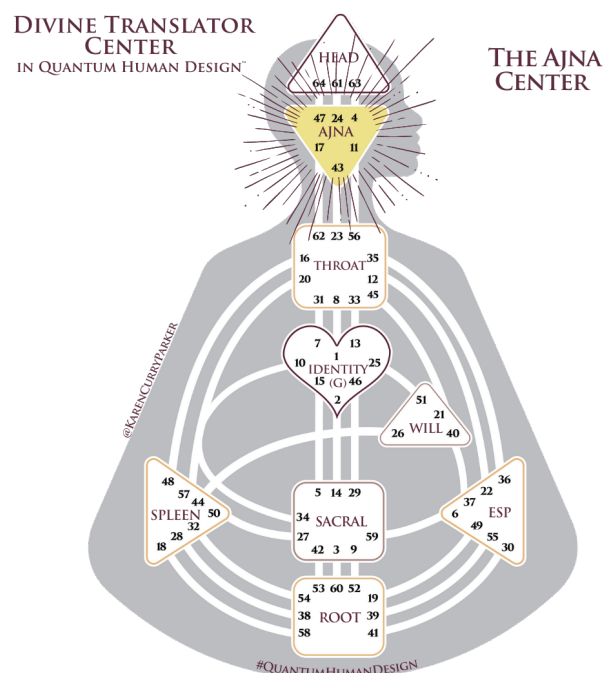 DIVINE TRANSLATOR
CENTER
IN QUANTUM HUMAN DESIGN™
THE AJNA
CENTER
HEAD
64 61 63
47 24 4
AJNA
17 11
43
62 23 56
16 35
THROAT
20 12
45
31 8 33
7 13
1
10 25
IDENTITY
(G)
15 46
2
51
21
WILL
26 40
@KARENCURRYPARKER
48
57
44
50
SPLEEN
32
28
18
5 14 29
34
SACRAL
27 59
42 3 9
36
22
37
6
ESP
49
55
30
53 60 52
54 19
38 ROOT 39
58 41
#QUANTUMHUMANDESIGN